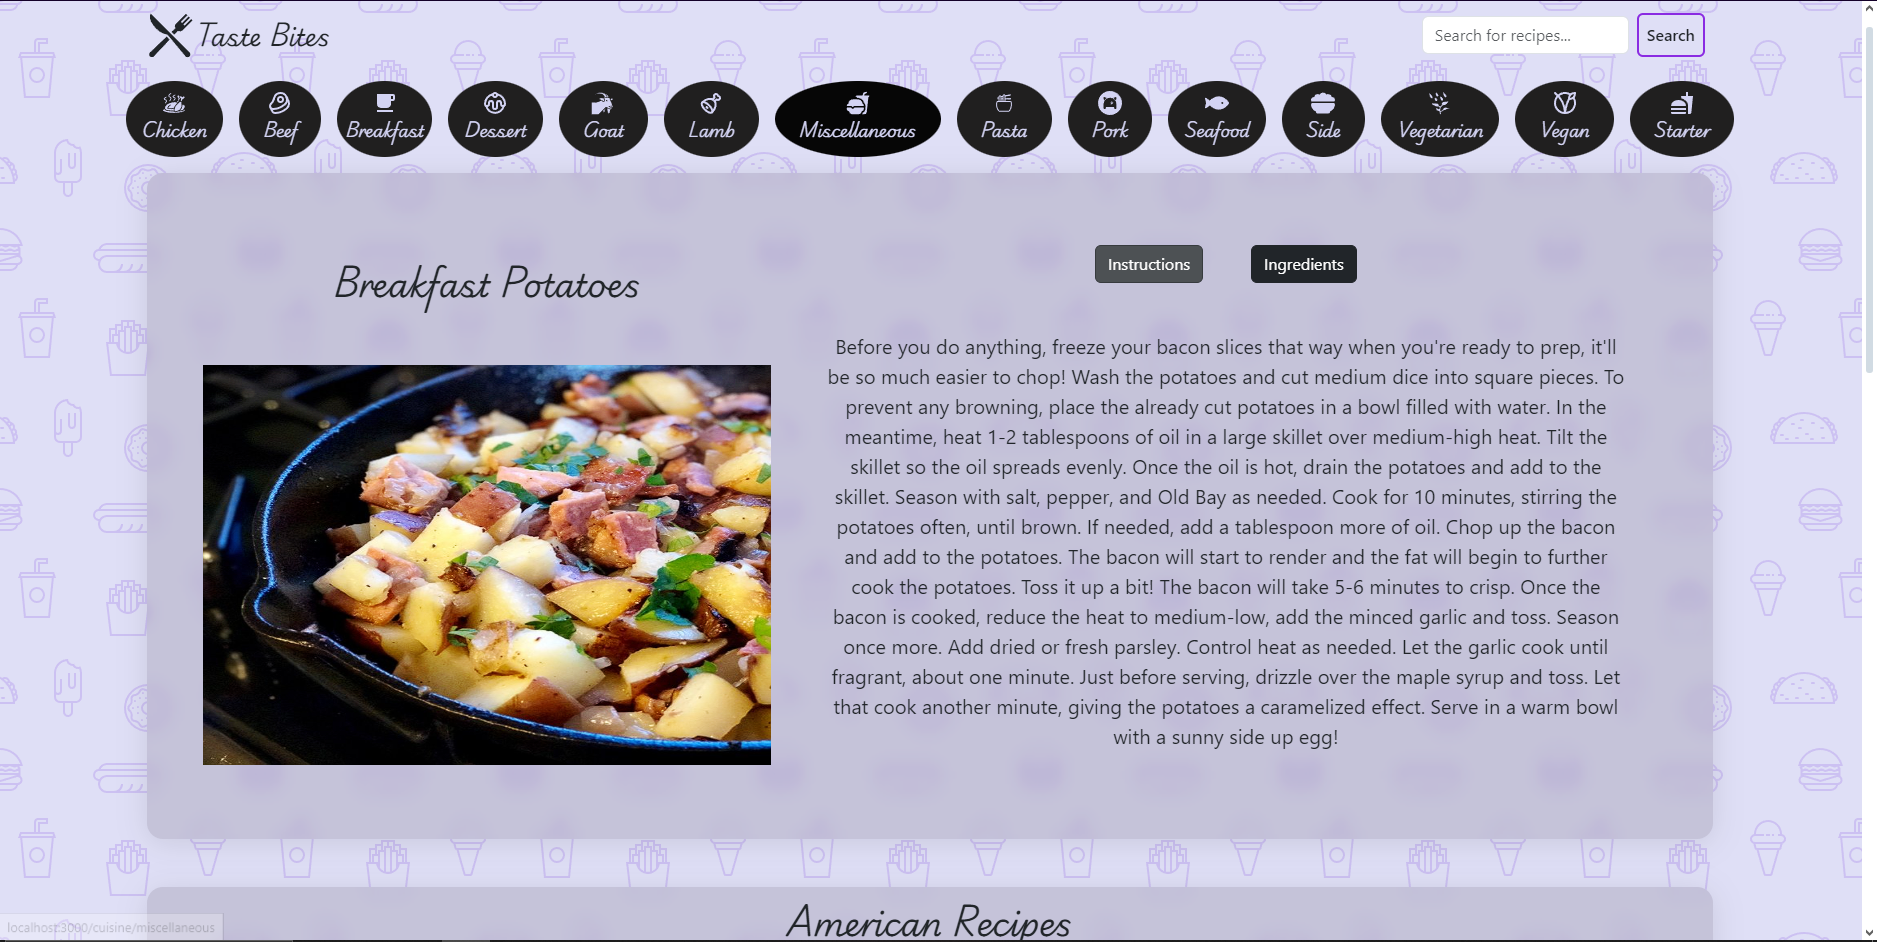 Taste Bites
Search for recipes...
Search
Chicken
Beef
Breakfast
Dessert
Goat
Lamb
Miscellaneous
Pasta
Pork
Seafood
Side
Vegetarian
Vegan
Starter
Breakfast Potatoes
Instructions
Ingredients
Before you do anything, freeze your bacon slices that way when you're ready to prep, it'll
be so much easier to chop! Wash the potatoes and cut medium dice into square pieces. To
prevent any browning, place the already cut potatoes in a bowl filled with water. In the
meantime, heat 1-2 tablespoons of oil in a large skillet over medium-high heat. Tilt the
skillet so the oil spreads evenly. Once the oil is hot, drain the potatoes and add to the
skillet. Season with salt, pepper, and Old Bay as needed. Cook for 10 minutes, stirring the
potatoes often, until brown. If needed, add a tablespoon more of oil. Chop up the bacon
and add to the potatoes. The bacon will start to render and the fat will begin to further
cook the potatoes. Toss it up a bit! The bacon will take 5-6 minutes to crisp. Once the
bacon is cooked, reduce the heat to medium-low, add the minced garlic and toss. Season
once more. Add dried or fresh parsley. Control heat as needed. Let the garlic cook until
fragrant, about one minute. Just before serving, drizzle over the maple syrup and toss. Let
that cook another minute, giving the potatoes a caramelized effect. Serve in a warm bowl
with a sunny side up egg!
American Recipes
localhost:3000/cuisine/miscellaneous